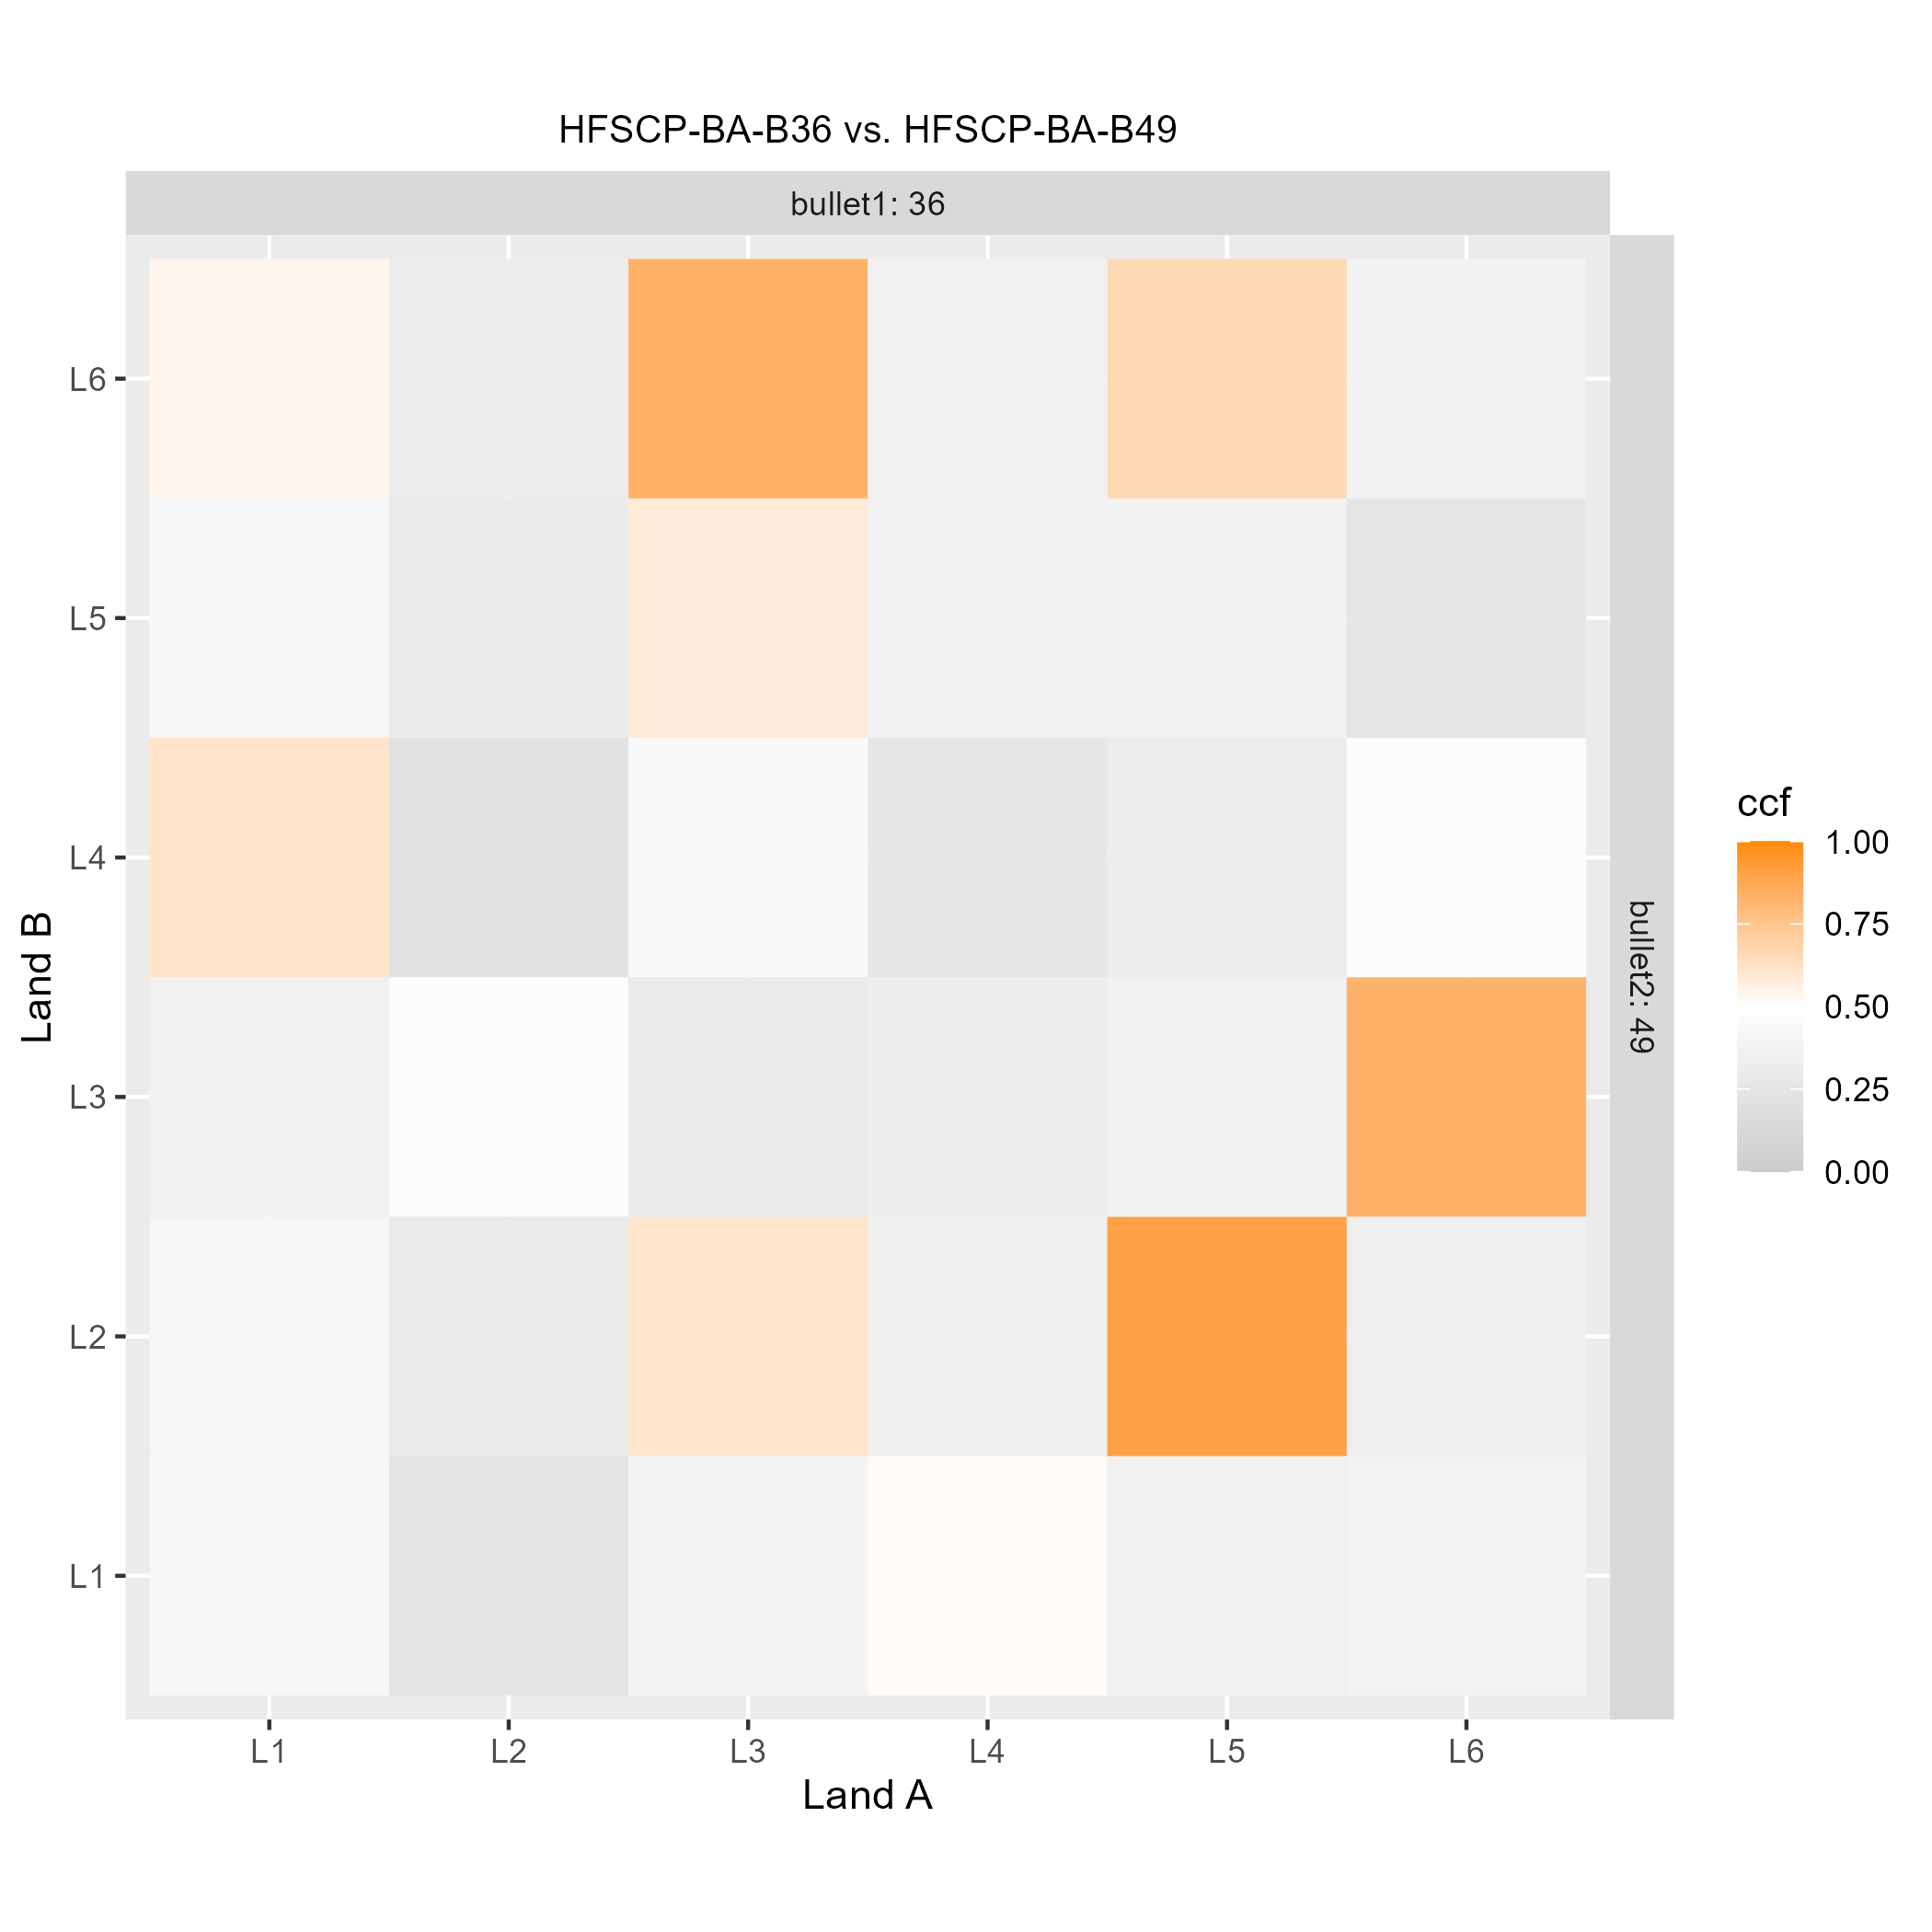 HFSCP-BA-B36 vs. HFSCP-BA-B49
bullet1: 36
L6
L5
L4
L3
L2
L1
Land B
bullet2: 49
ccf
1.00
0.75
0.50
0.25
0.00
L1 L2 L3 L4 L5 L6
Land A